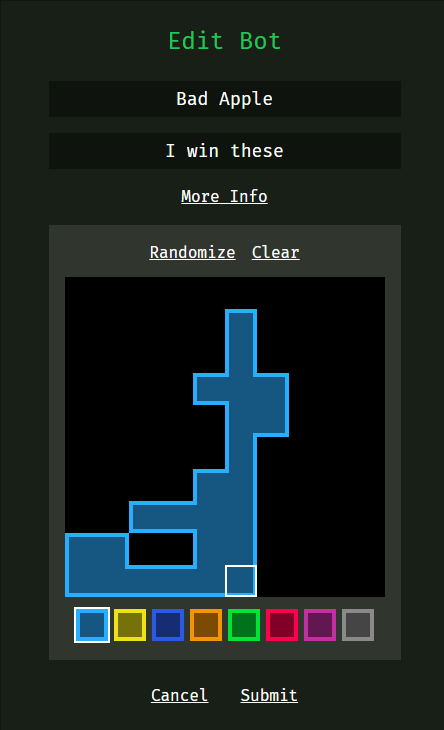 Edit Bot
Bad Apple
I win these
More Info
Randomize Clear
Cancel Submit